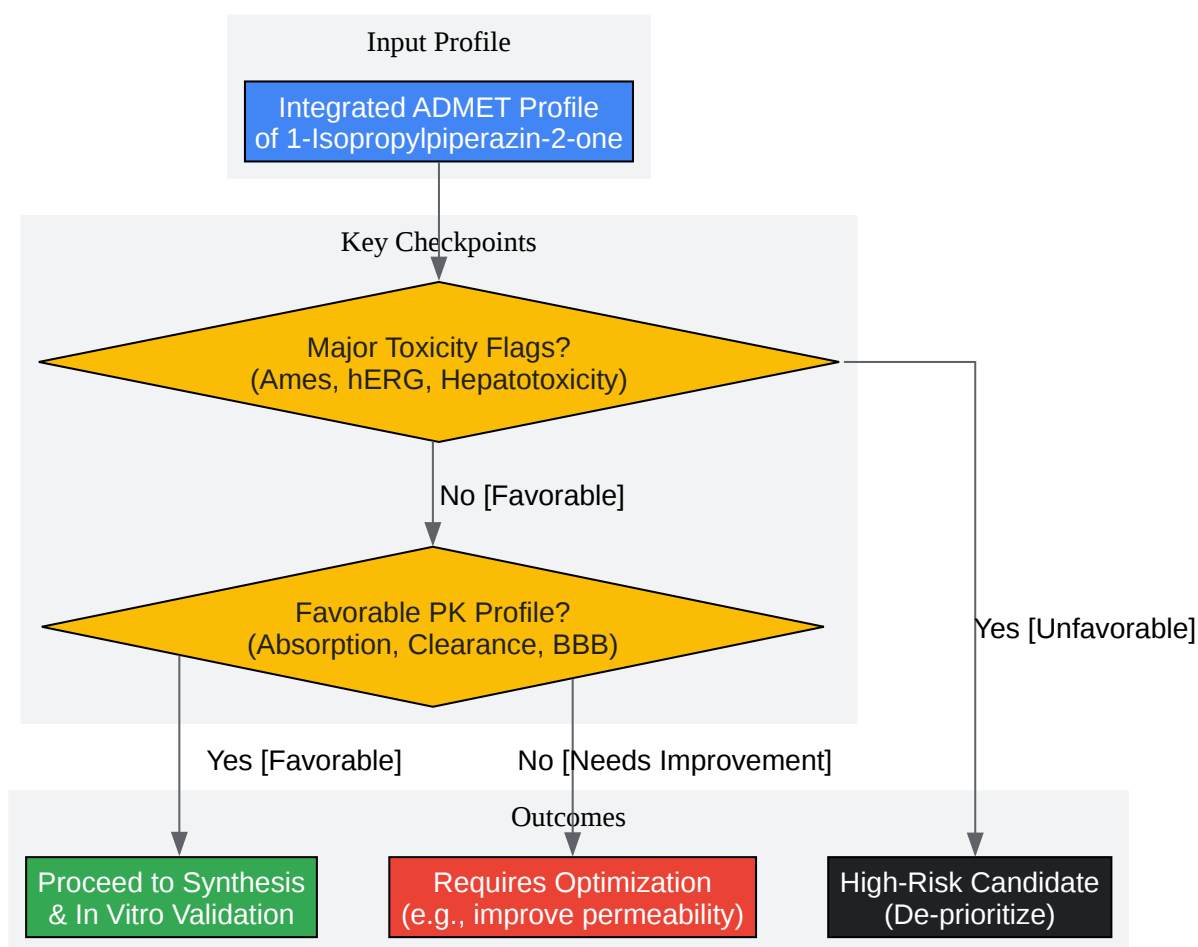 Input Profile
Integrated ADMET Profile
of 1-Isopropylpiperazin-2-one
Key Checkpoints
Major Toxicity Flags?
(Ames, hERG, Hepatotoxicity)
No [Favorable]
Favorable PK Profile?
(Absorption, Clearance, BBB)
Yes [Unfavorable]
Yes [Favorable]
No [Needs Improvement]
Outcomes
Proceed to Synthesis
& In Vitro Validation
Requires Optimization
(e.g., improve permeability)
High-Risk Candidate
(De-prioritize)